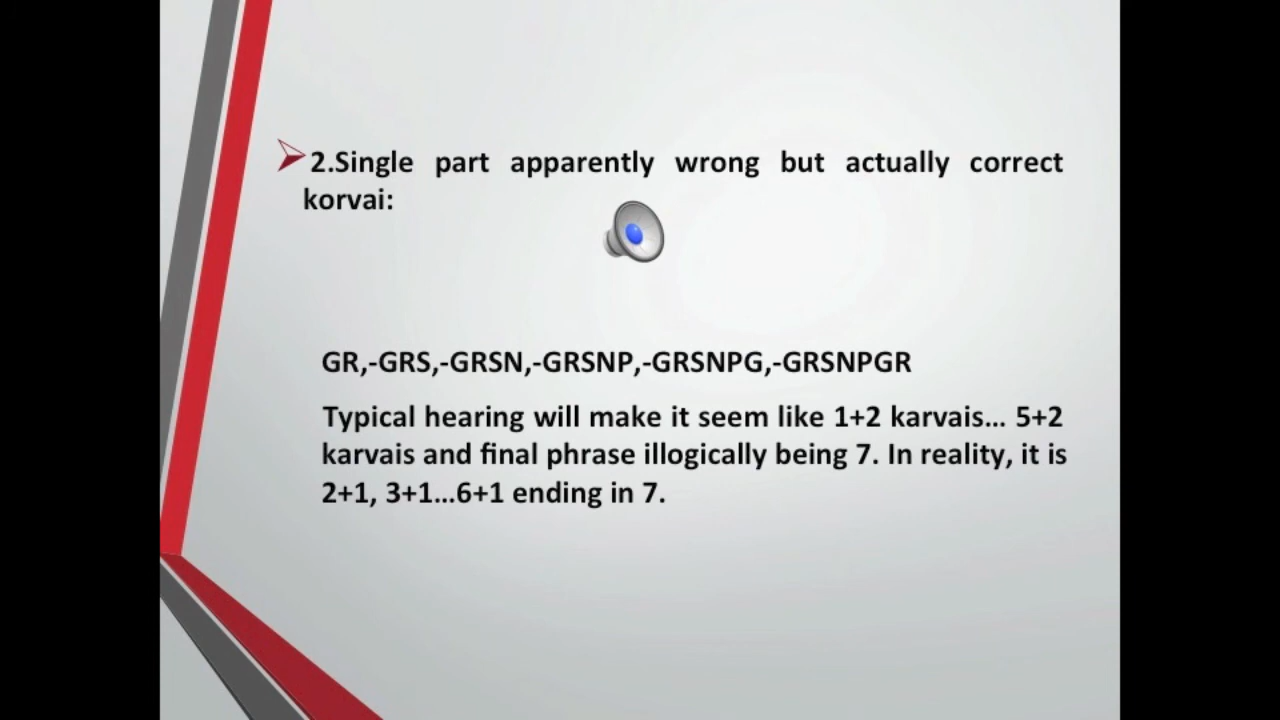 2.Single part apparently wrong but actually correct
korvai:
GR,-GRS,-GRSN,-GRSNP,-GRSNPG,-GRSNPGR
Typical hearing will make it seem like 1+2 karvais... 5+2
karvais and final phrase illogically being 7. In reality, it is
2+1, 3+1...6+1 ending in 7.